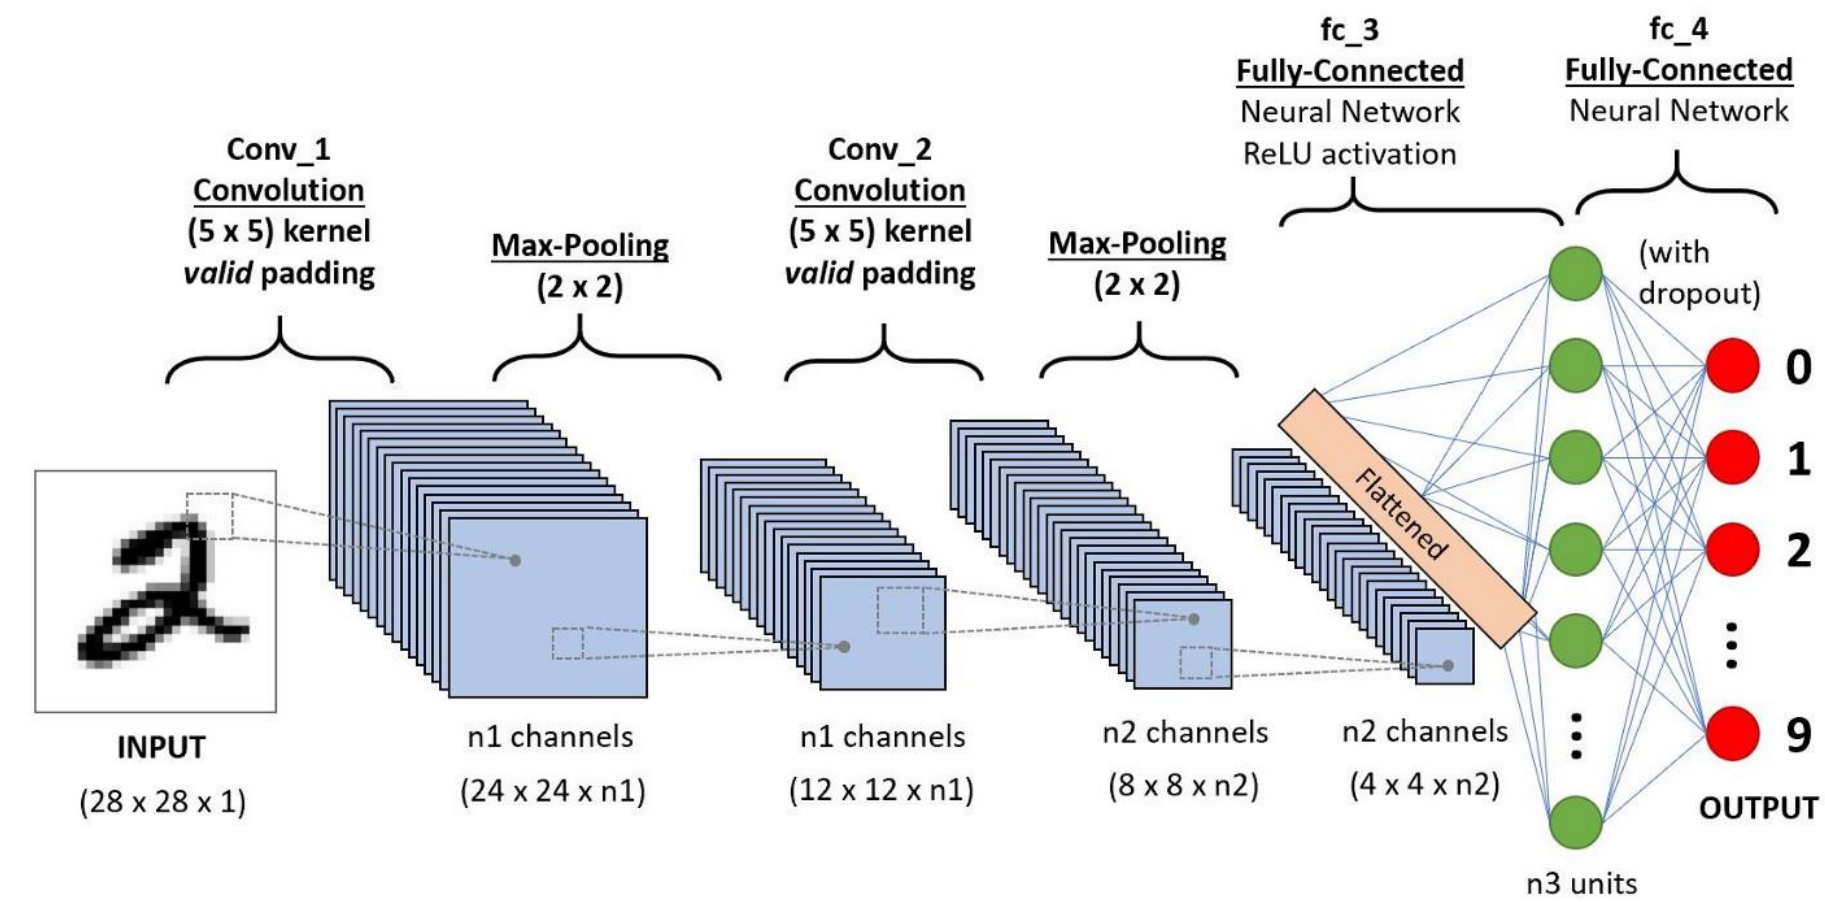 fc_3
Fully-Connected
Neural Network
ReLU activation
fc_4
Fully-Connected
Neural Network
Conv_1
Convolution
(5 x 5) kernel
valid padding
Max-Pooling
(2 x 2)
Conv_2
Convolution
(5 x 5) kernel
valid padding
Max-Pooling
(2 x 2)
(with
dropout)
Flattened
0
1
2
9
INPUT
(28 x 28 x 1)
n1 channels
(24 x 24 x n1)
n1 channels
(12 x 12 x n1)
n2 channels
(8 x 8 x n2)
n2 channels
(4 x 4 x n2)
OUTPUT
n3 units